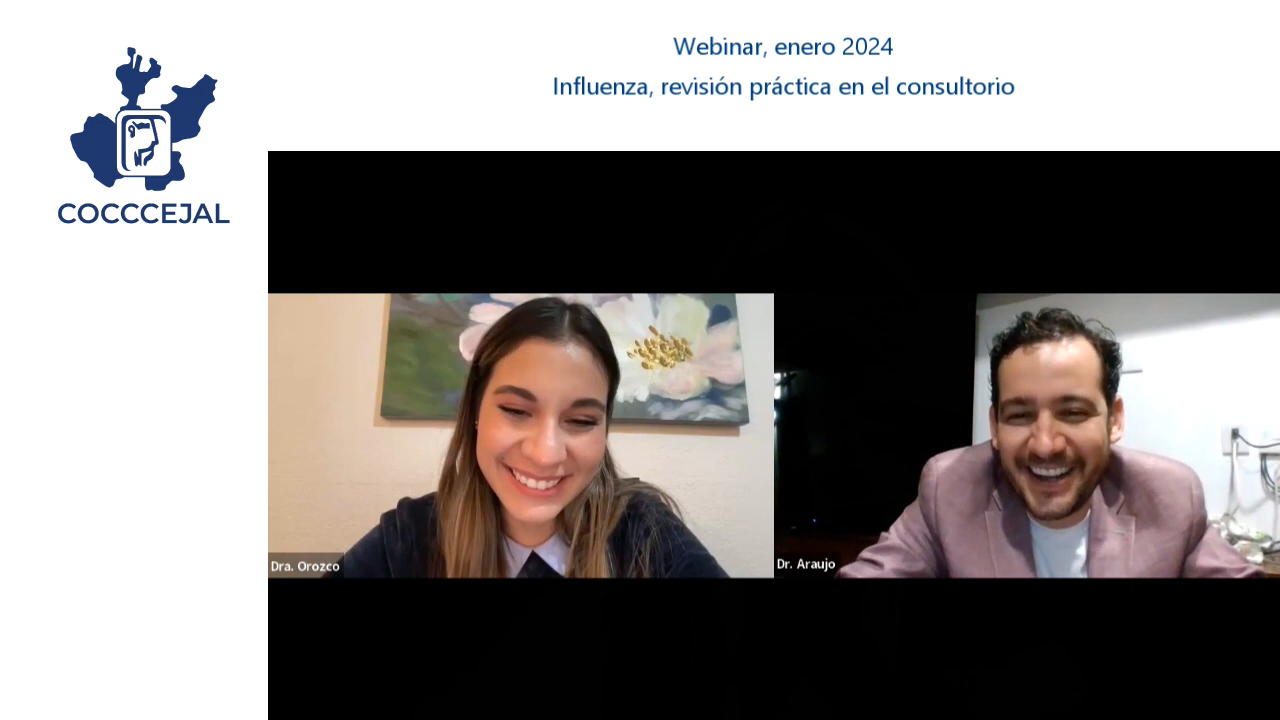 Webinar, enero 2024
Influenza, revisión práctica en el consultorio
COCCCEJAL
Dra. Orozco
Dr. Araujo